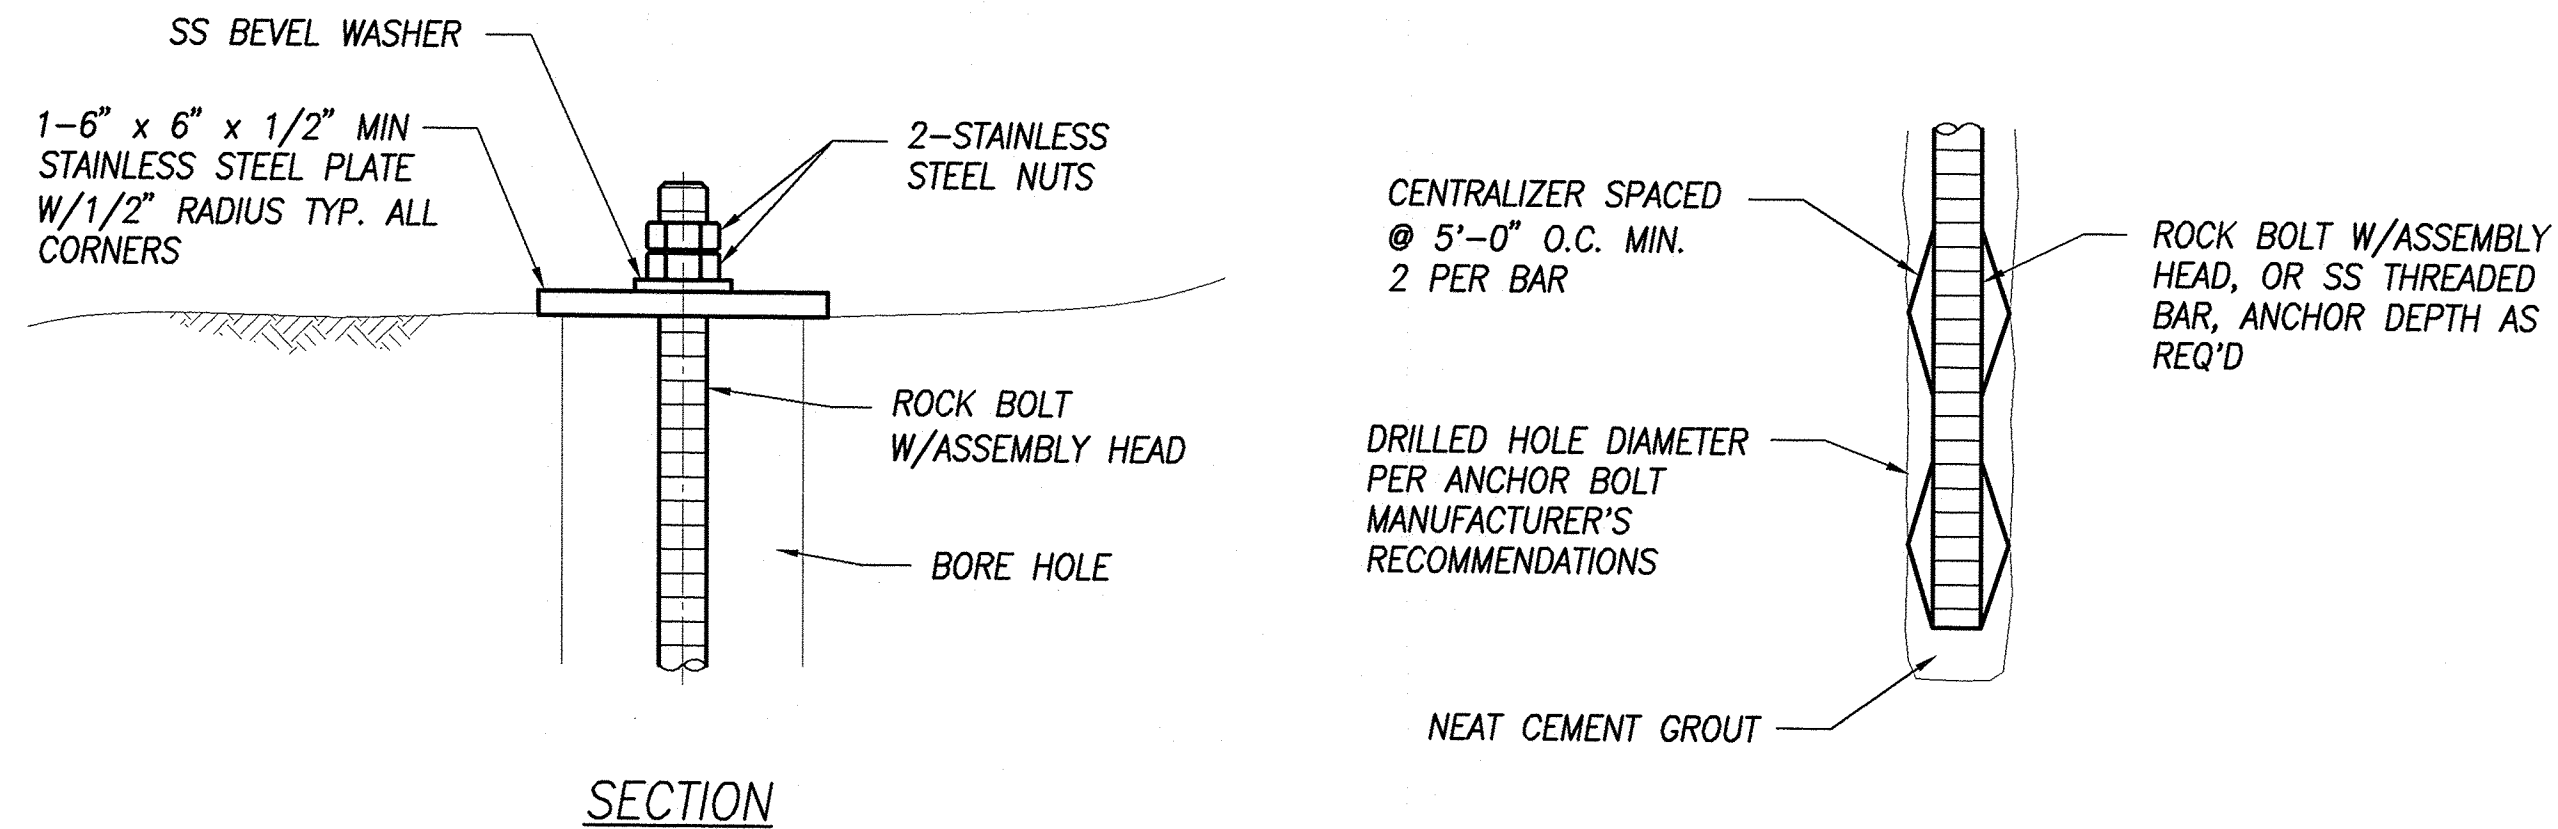 SS BEVEL WASHER
1-6" x 6" x 1/2" MIN
STAINLESS STEEL PLATE
W/1/2" RADIUS TYP. ALL
CORNERS
2-STAINLESS
STEEL NUTS
ROCK BOLT
W/ASSEMBLY HEAD
BORE HOLE
SECTION
CENTRALIZER SPACED
@ 5'-0" O.C. MIN.
2 PER BAR
ROCK BOLT W/ASSEMBLY
HEAD, OR SS THREADED
BAR, ANCHOR DEPTH AS
REQ'D
DRILLED HOLE DIAMETER
PER ANCHOR BOLT
MANUFACTURER'S
RECOMMENDATIONS
NEAT CEMENT GROUT